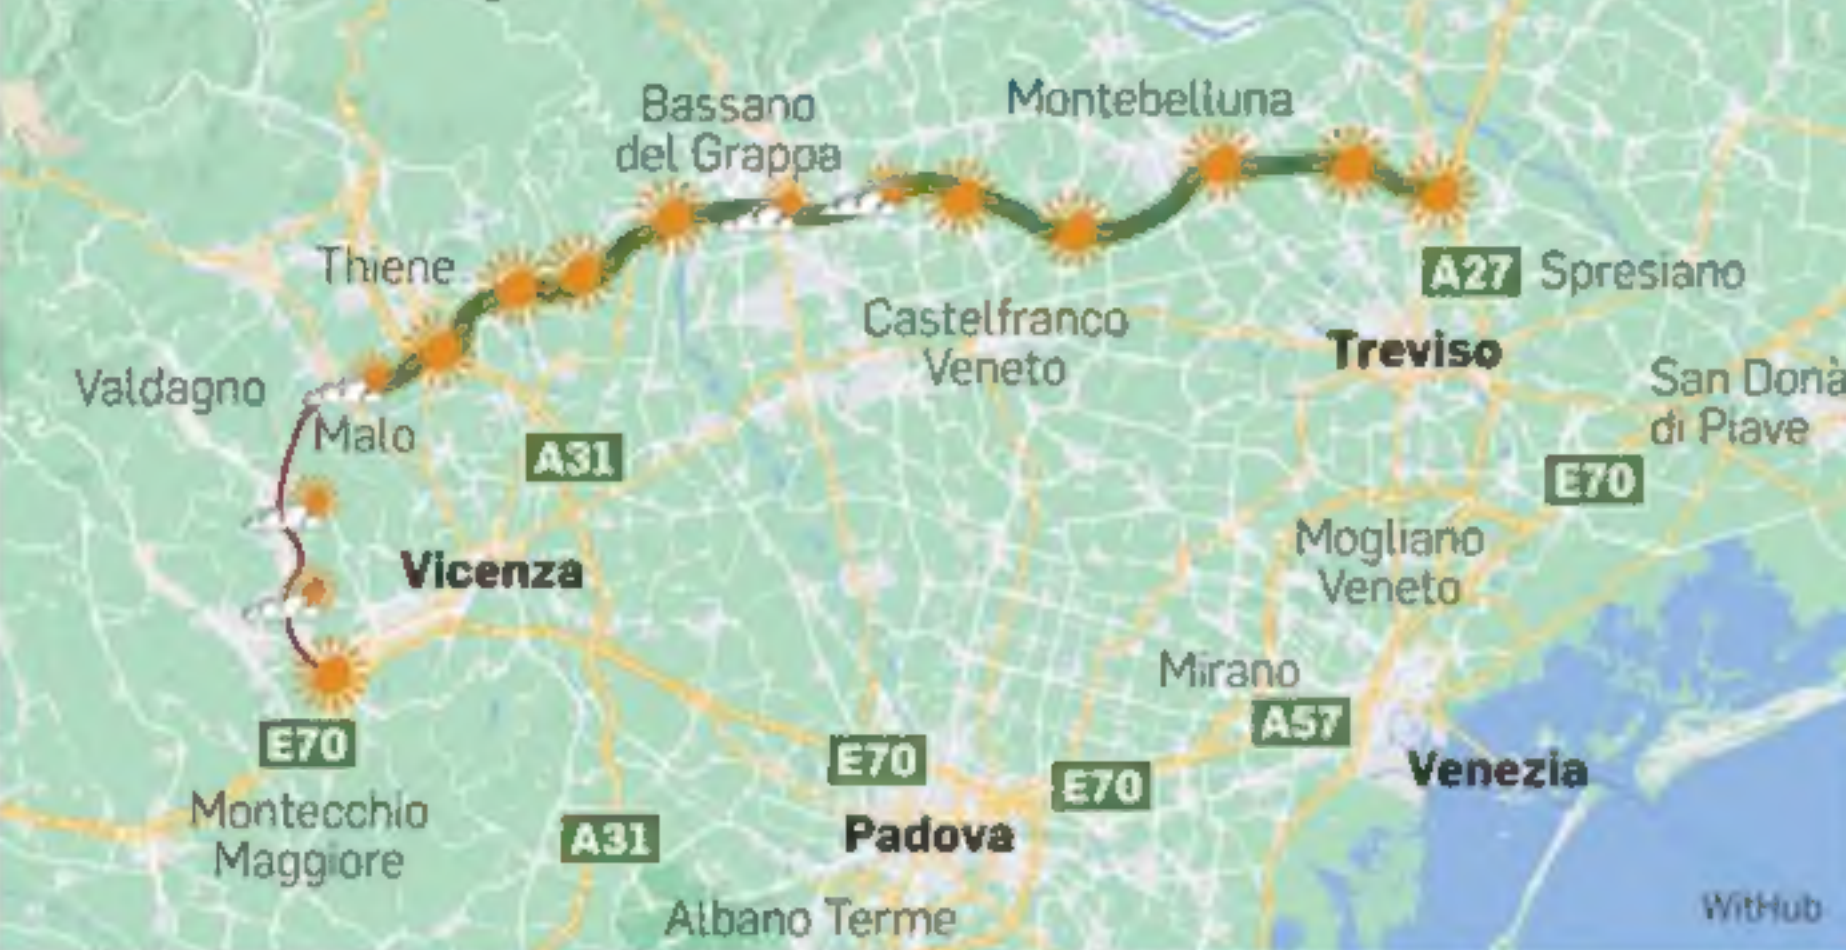 Bassano
del Grappa
Montebelluna
Thiene
A27 Spresiano
Castelfranco
Veneto
Treviso
Valdagno
San Donà
di Piave
Malo
A31
E70
Vicenza
Mogliano
Veneto
Mirano
A57
E70
E70
E70
Venezia
Montecchio
Maggiore
A31
Padova
Albano Terme
WitHub